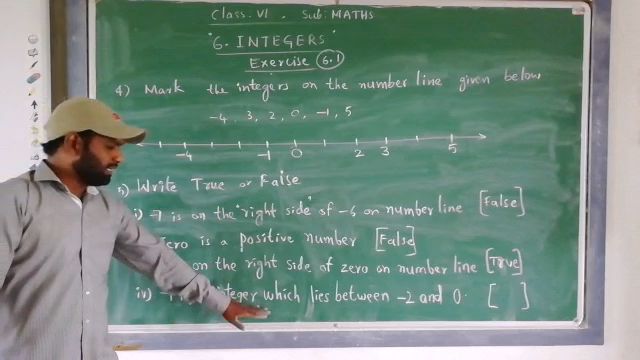 Class. VI. Sub: MATHS
"6. INTEGERS"
Exercise 6.1
4) Mark the integers on the number line given below
-4 3, 2, 0, -1, 5
-4 -1 0 2 3 5
5) Write True or False
i) -7 is on the "right side" of -6 on number line [False]
Zero is a positive number [False]
on the right side of zero on number line [True]
iv) -1 integer which lies between -2 and 0. [ ]